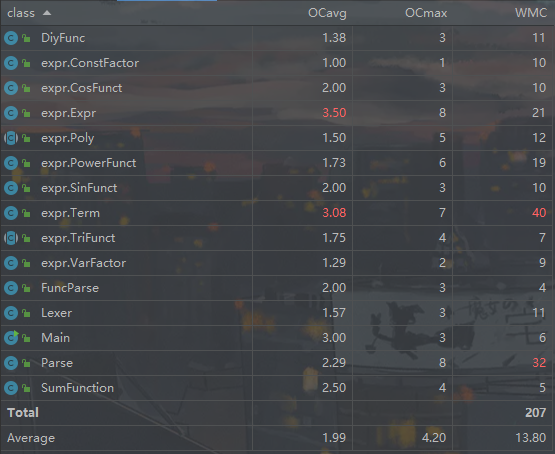 class OCavg OCmax WMC
DiyFunc 1.38 3 11
expr.ConstFactor 1.00 1 10
expr.CosFunct 2.00 3 10
expr.Expr 3.50 8 21
expr.Poly 1.50 5 12
expr.PowerFunct 1.73 6 19
expr.SinFunct 2.00 3 10
expr.Term 3.08 7 40
expr.TriFunct 1.75 4 7
expr.VarFactor 1.29 2 9
FuncParse 2.00 3 4
Lexer 1.57 3 11
Main 3.00 3 6
Parse 2.29 8 32
SumFunction 2.50 4 5
Total 207
Average 1.99 4.20 13.80